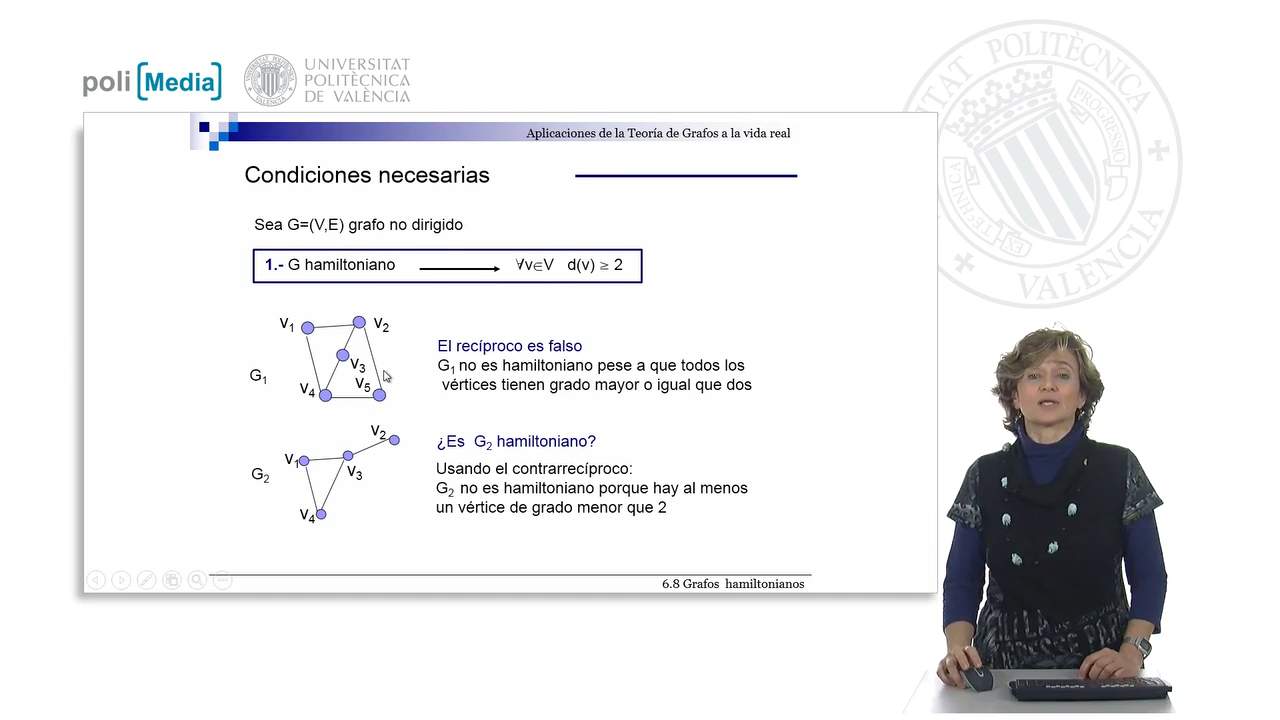 poli [Media]
UNIVERSITAT
POLITÈCNICA
DE VALÈNCIA
Aplicaciones de la Teoría de Grafos a la vida real
Condiciones necesarias
Sea G=(V,E) grafo no dirigido
1.- G hamiltoniano ⟶ ∀v∈V d(v) ≥ 2
v1
v2
v3
v4
v5
G1
El recíproco es falso
G1 no es hamiltoniano pese a que todos los
vértices tienen grado mayor o igual que dos
v2
v1
v3
v4
G2
¿Es G2 hamiltoniano?
Usando el contrarrecíproco:
G2 no es hamiltoniano porque hay al menos
un vértice de grado menor que 2
6.8 Grafos hamiltonianos
POLITÈCNICA
VALÈNCIA
PROGRESSIO